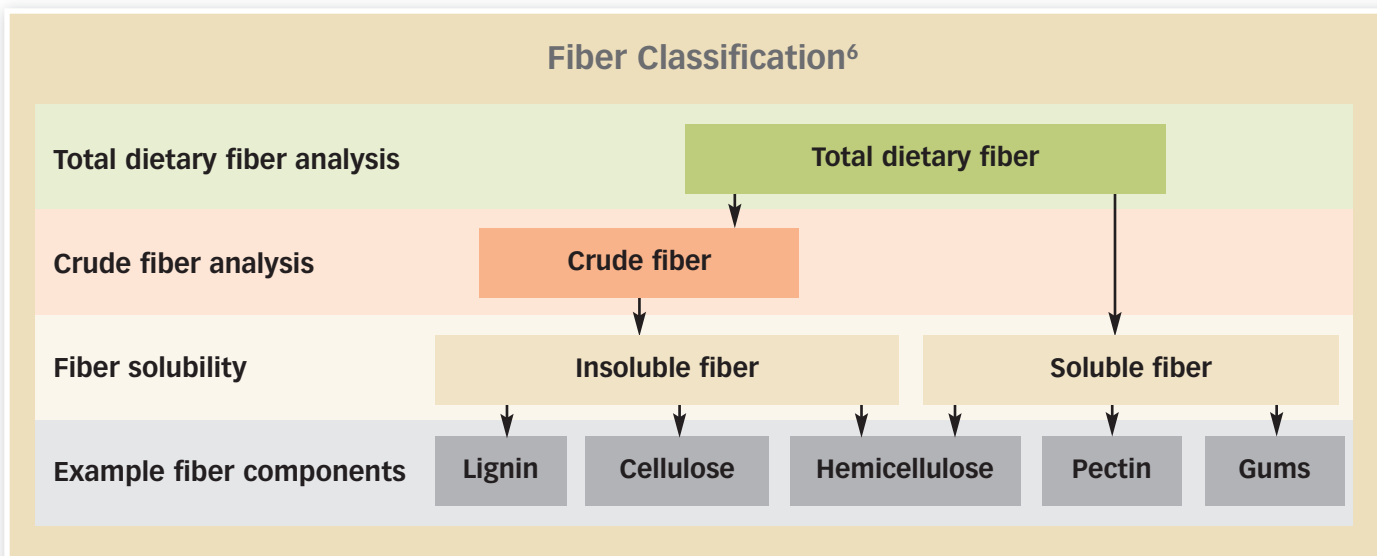 Fiber Classification⁶
Total dietary fiber analysis
Total dietary fiber
Crude fiber analysis
Crude fiber
Fiber solubility
Insoluble fiber
Soluble fiber
Example fiber components
Lignin
Cellulose
Hemicellulose
Pectin
Gums